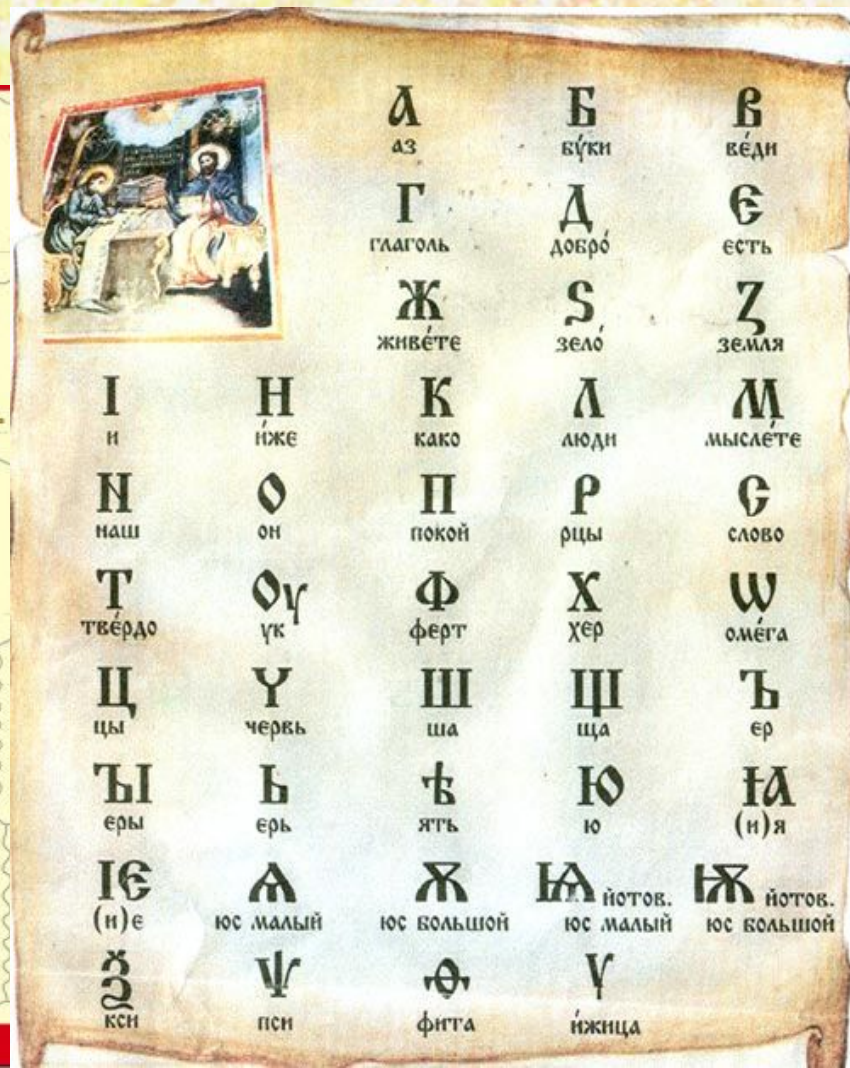 А Б В
аз бу́ки ве́ди
Г Д Є
глаголь добро́ єсть
Ж Ѕ З
живе́те зело́ земля
І Н К Л М
и и́же како люди мысле́те
N О П Р С
наш он покой рцы слово
Т Оу Ф Х Ѡ
тве́рдо ук ферт хер оме́га
Ц Ч Ш Щ Ъ
цы червь ша ща ер
ЪІ Ь Ѣ Ю Ꙗ
еры ерь ять ю (и)я
Ѥ Ѧ Ѫ Ѩ йотов. Ѭ йотов.
(и)е юс малый юс большой юс малый юс большой
Ѯ Ѱ Ѳ Ѵ
кси пси фита и́жица